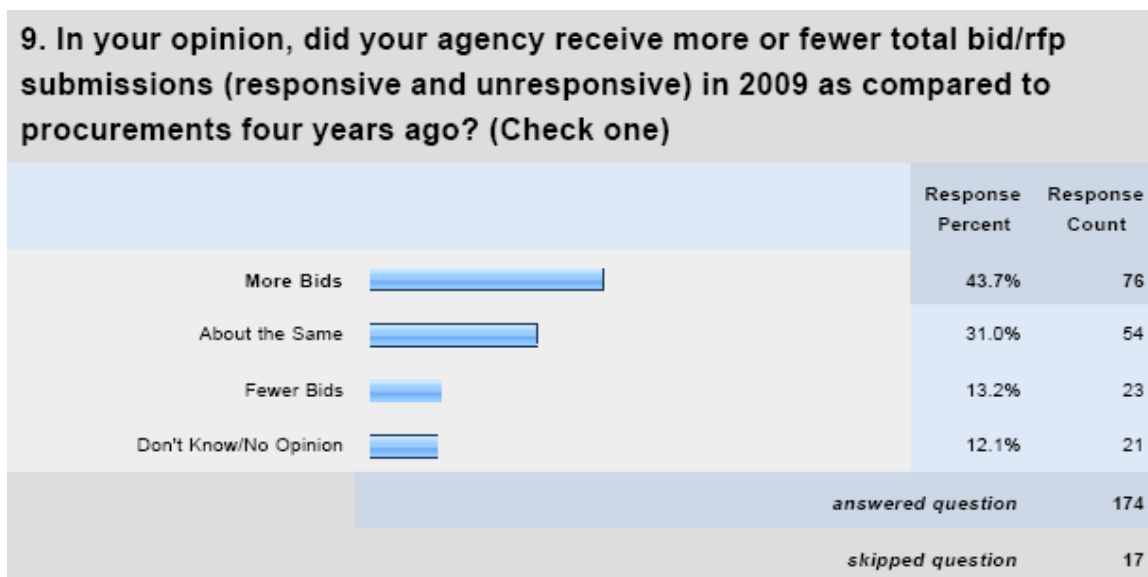 9. In your opinion, did your agency receive more or fewer total bid/rfp
submissions (responsive and unresponsive) in 2009 as compared to
procurements four years ago? (Check one)
Response Percent Response Count
More Bids 43.7% 76
About the Same 31.0% 54
Fewer Bids 13.2% 23
Don't Know/No Opinion 12.1% 21
answered question 174
skipped question 17